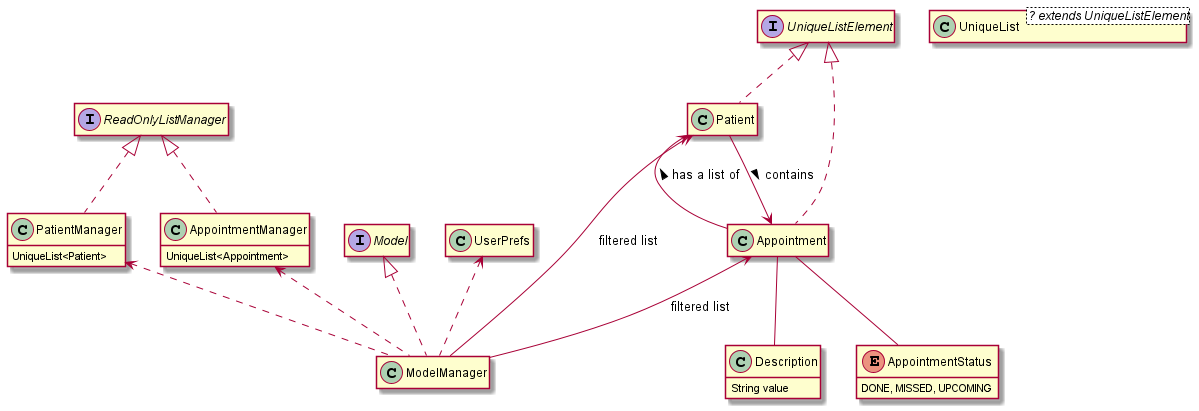 I UniqueListElement
C UniqueList
? extends UniqueListElement
I ReadOnlyListManager
C Patient
has a list of
contains
C PatientManager
UniqueList<Patient>
C AppointmentManager
UniqueList<Appointment>
I Model
C UserPrefs
filtered list
C Appointment
filtered list
C ModelManager
C Description
String value
E AppointmentStatus
DONE, MISSED, UPCOMING